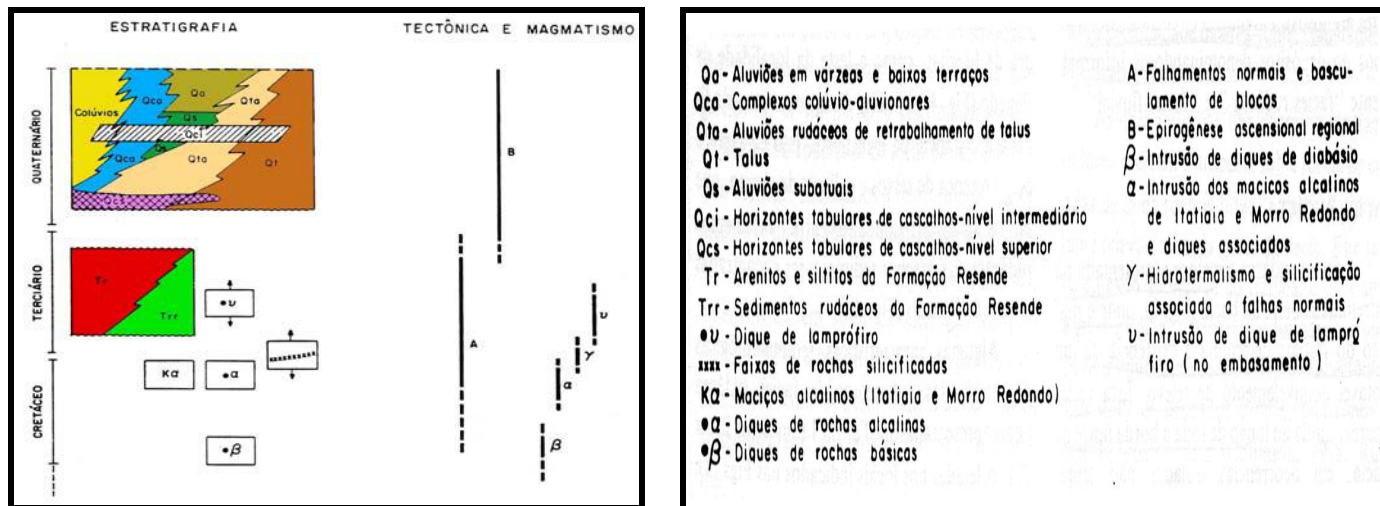 ESTRATIGRAFIA
TECTÔNICA E MAGMATISMO
QUATERNÁRIO
TERCIÁRIO
CRETÁCEO
Colúvios
Qca
Qa
Qta
Qs
Qci
Qca
Qs
Qta
Qt
Qcs
Tr
Trr
•υ
xxxxxxxxxx
Kα
•α
•β
B
A
υ
γ
α
β
Qa - Aluviões em várzeas e baixos terraços
Qca - Complexos colúvio-aluvionares
Qta - Aluviões rudáceos de retrabalhamento de talus
Qt - Talus
Qs - Aluviões subatuais
Qci - Horizontes tabulares de cascalhos-nível intermediário
Qcs - Horizontes tabulares de cascalhos-nível superior
Tr - Arenitos e siltitos da Formação Resende
Trr - Sedimentos rudáceos da Formação Resende
•υ - Dique de lamprófiro
xxxx - Faixas de rochas silicificadas
Kα - Maciços alcalinos (Itatiaia e Morro Redondo)
•α - Diques de rochas alcalinas
•β - Diques de rochas básicas
A - Falhamentos normais e bascu-
lamento de blocos
B - Epirogênese ascensional regional
β - Intrusão de diques de diabásio
α - Intrusão dos macicos alcalinos
de Itatiaia e Morro Redondo
e diques associados
γ - Hidrotermalismo e silicificação
associada a falhas normais
υ - Intrusão de dique de lampró
firo (no embasamento)